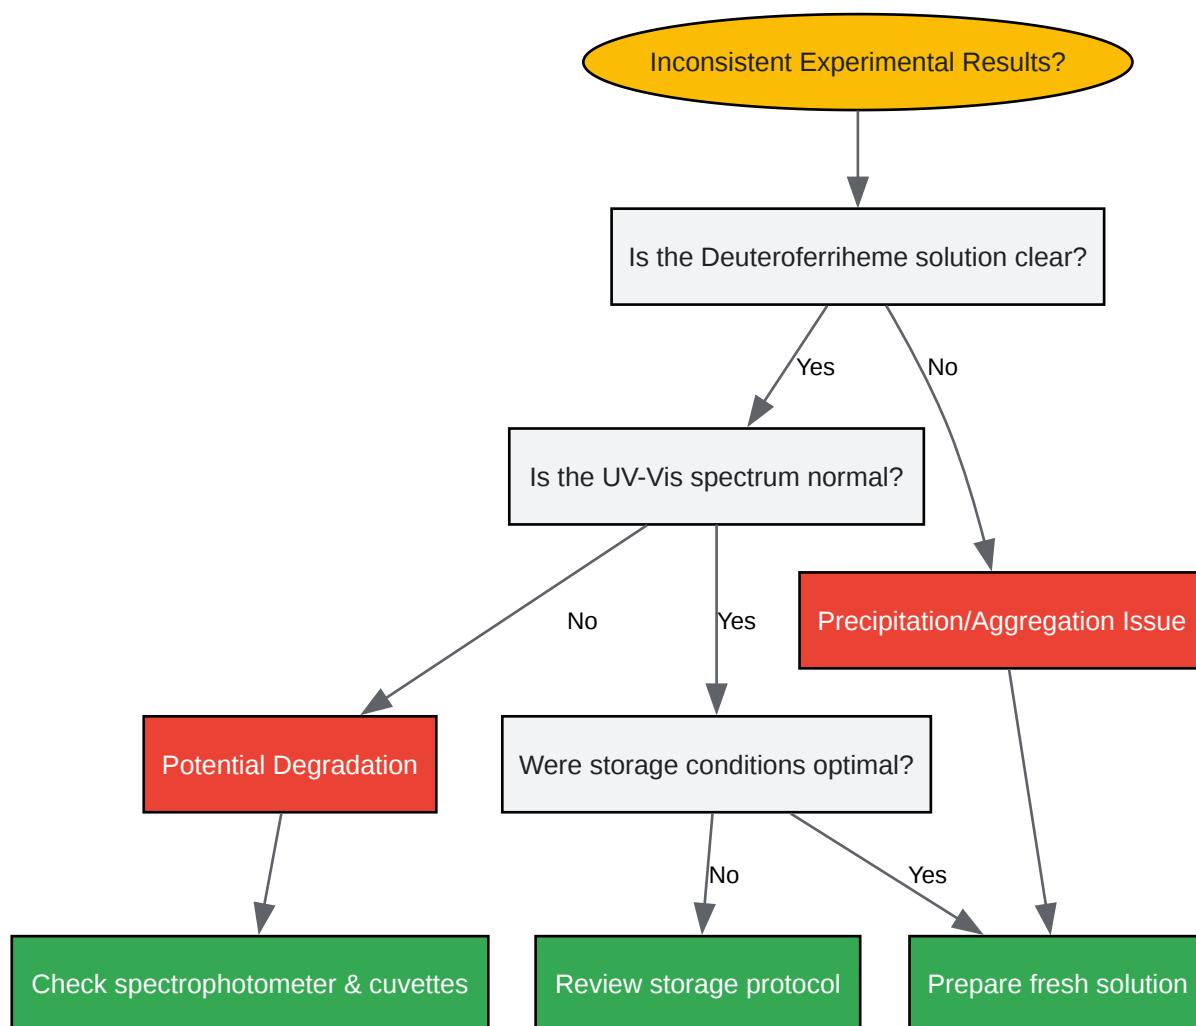 Inconsistent Experimental Results?
Is the Deuteroferriheme solution clear?
Yes
No
Is the UV-Vis spectrum normal?
No
Yes
Precipitation/Aggregation Issue
Potential Degradation
Were storage conditions optimal?
No
Yes
Check spectrophotometer & cuvettes
Review storage protocol
Prepare fresh solution